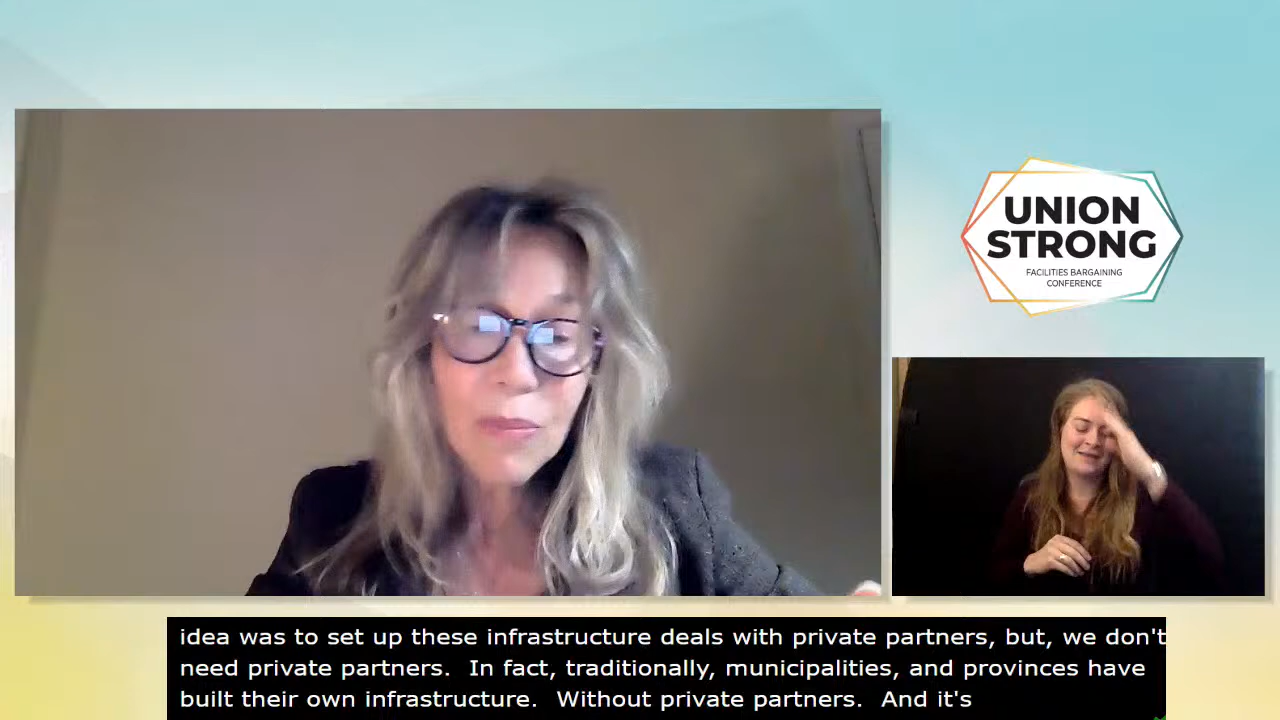 UNION
STRONG
FACILITIES BARGAINING
CONFERENCE
idea was to set up these infrastructure deals with private partners, but, we don't
need private partners.  In fact, traditionally, municipalities, and provinces have
built their own infrastructure.  Without private partners.  And it's